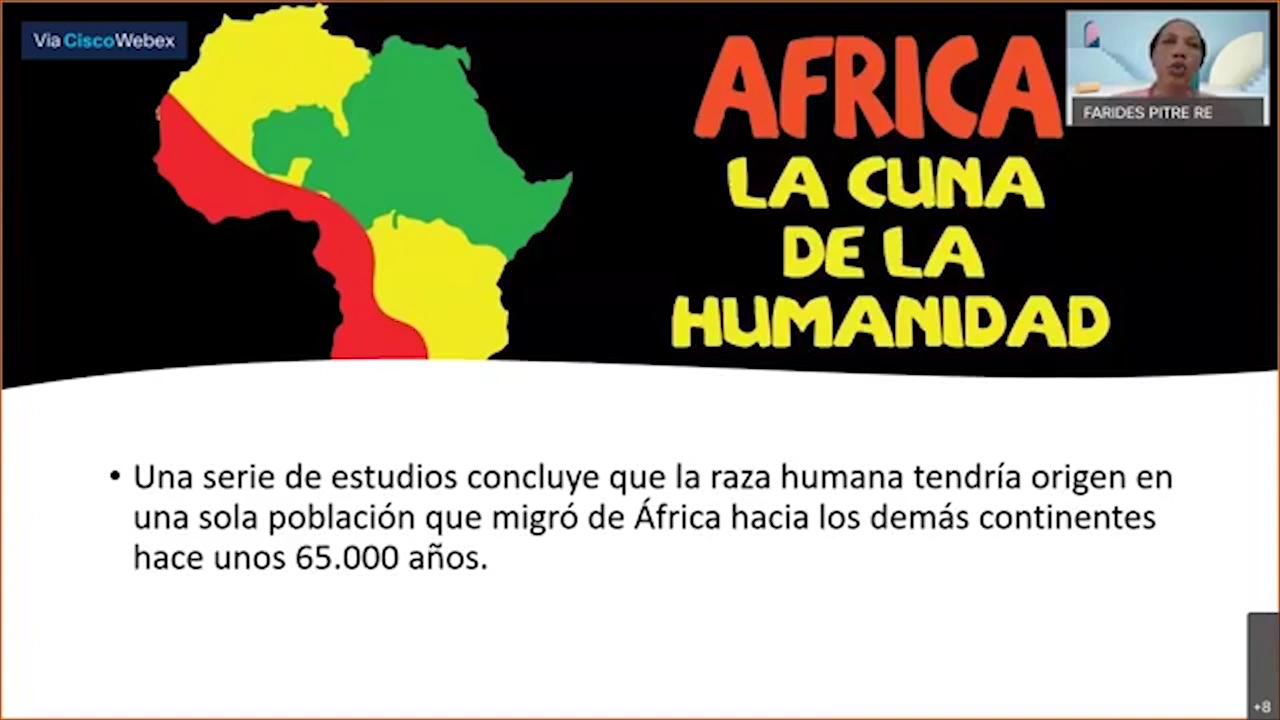 Vía CiscoWebex
AFRICA
LA CUNA
DE LA
HUMANIDAD
FARIDES PITRE RE
• Una serie de estudios concluye que la raza humana tendría origen en
una sola población que migró de África hacia los demás continentes
hace unos 65.000 años.
+8